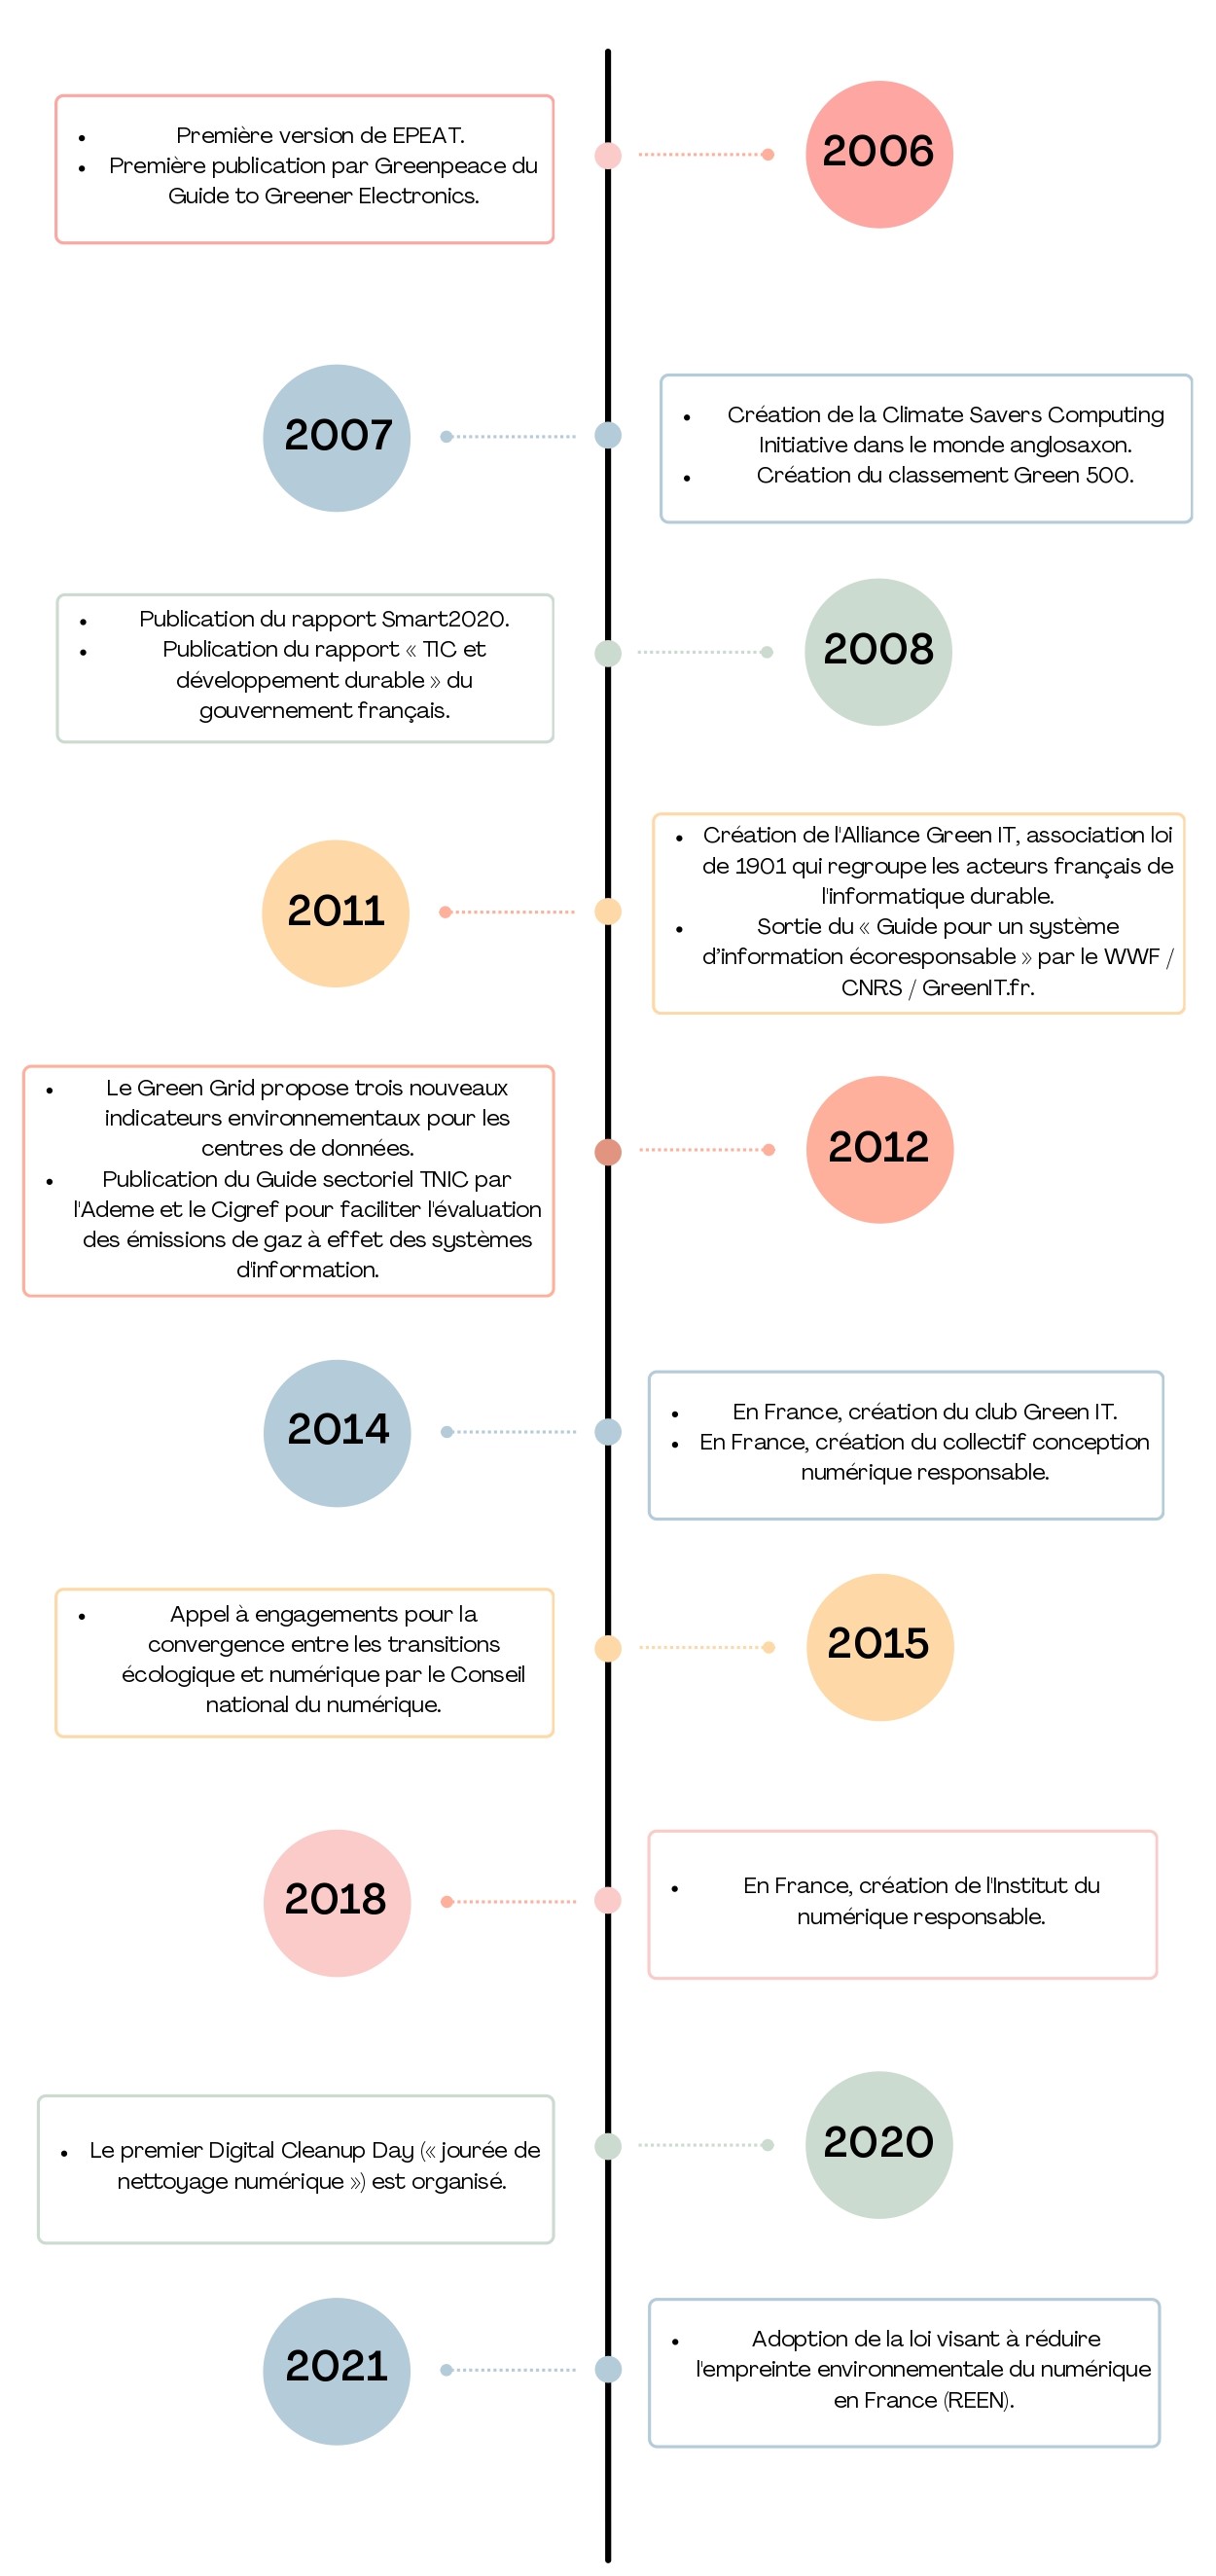 2006
• Première version de EPEAT.
• Première publication par Greenpeace du
Guide to Greener Electronics.
2007
• Création de la Climate Savers Computing
Initiative dans le monde anglosaxon.
• Création du classement Green 500.
2008
• Publication du rapport Smart2020.
• Publication du rapport « TIC et
développement durable » du
gouvernement français.
2011
• Création de l'Alliance Green IT, association loi
de 1901 qui regroupe les acteurs français de
l'informatique durable.
• Sortie du « Guide pour un système
d’information écoresponsable » par le WWF /
CNRS / GreenIT.fr.
2012
• Le Green Grid propose trois nouveaux
indicateurs environnementaux pour les
centres de données.
• Publication du Guide sectoriel TNIC par
l'Ademe et le Cigref pour faciliter l'évaluation
des émissions de gaz à effet des systèmes
d'information.
2014
• En France, création du club Green IT.
• En France, création du collectif conception
numérique responsable.
2015
• Appel à engagements pour la
convergence entre les transitions
écologique et numérique par le Conseil
national du numérique.
2018
• En France, création de l'Institut du
numérique responsable.
2020
• Le premier Digital Cleanup Day (« jourée de
nettoyage numérique ») est organisé.
2021
• Adoption de la loi visant à réduire
l'empreinte environnementale du numérique
en France (REEN).